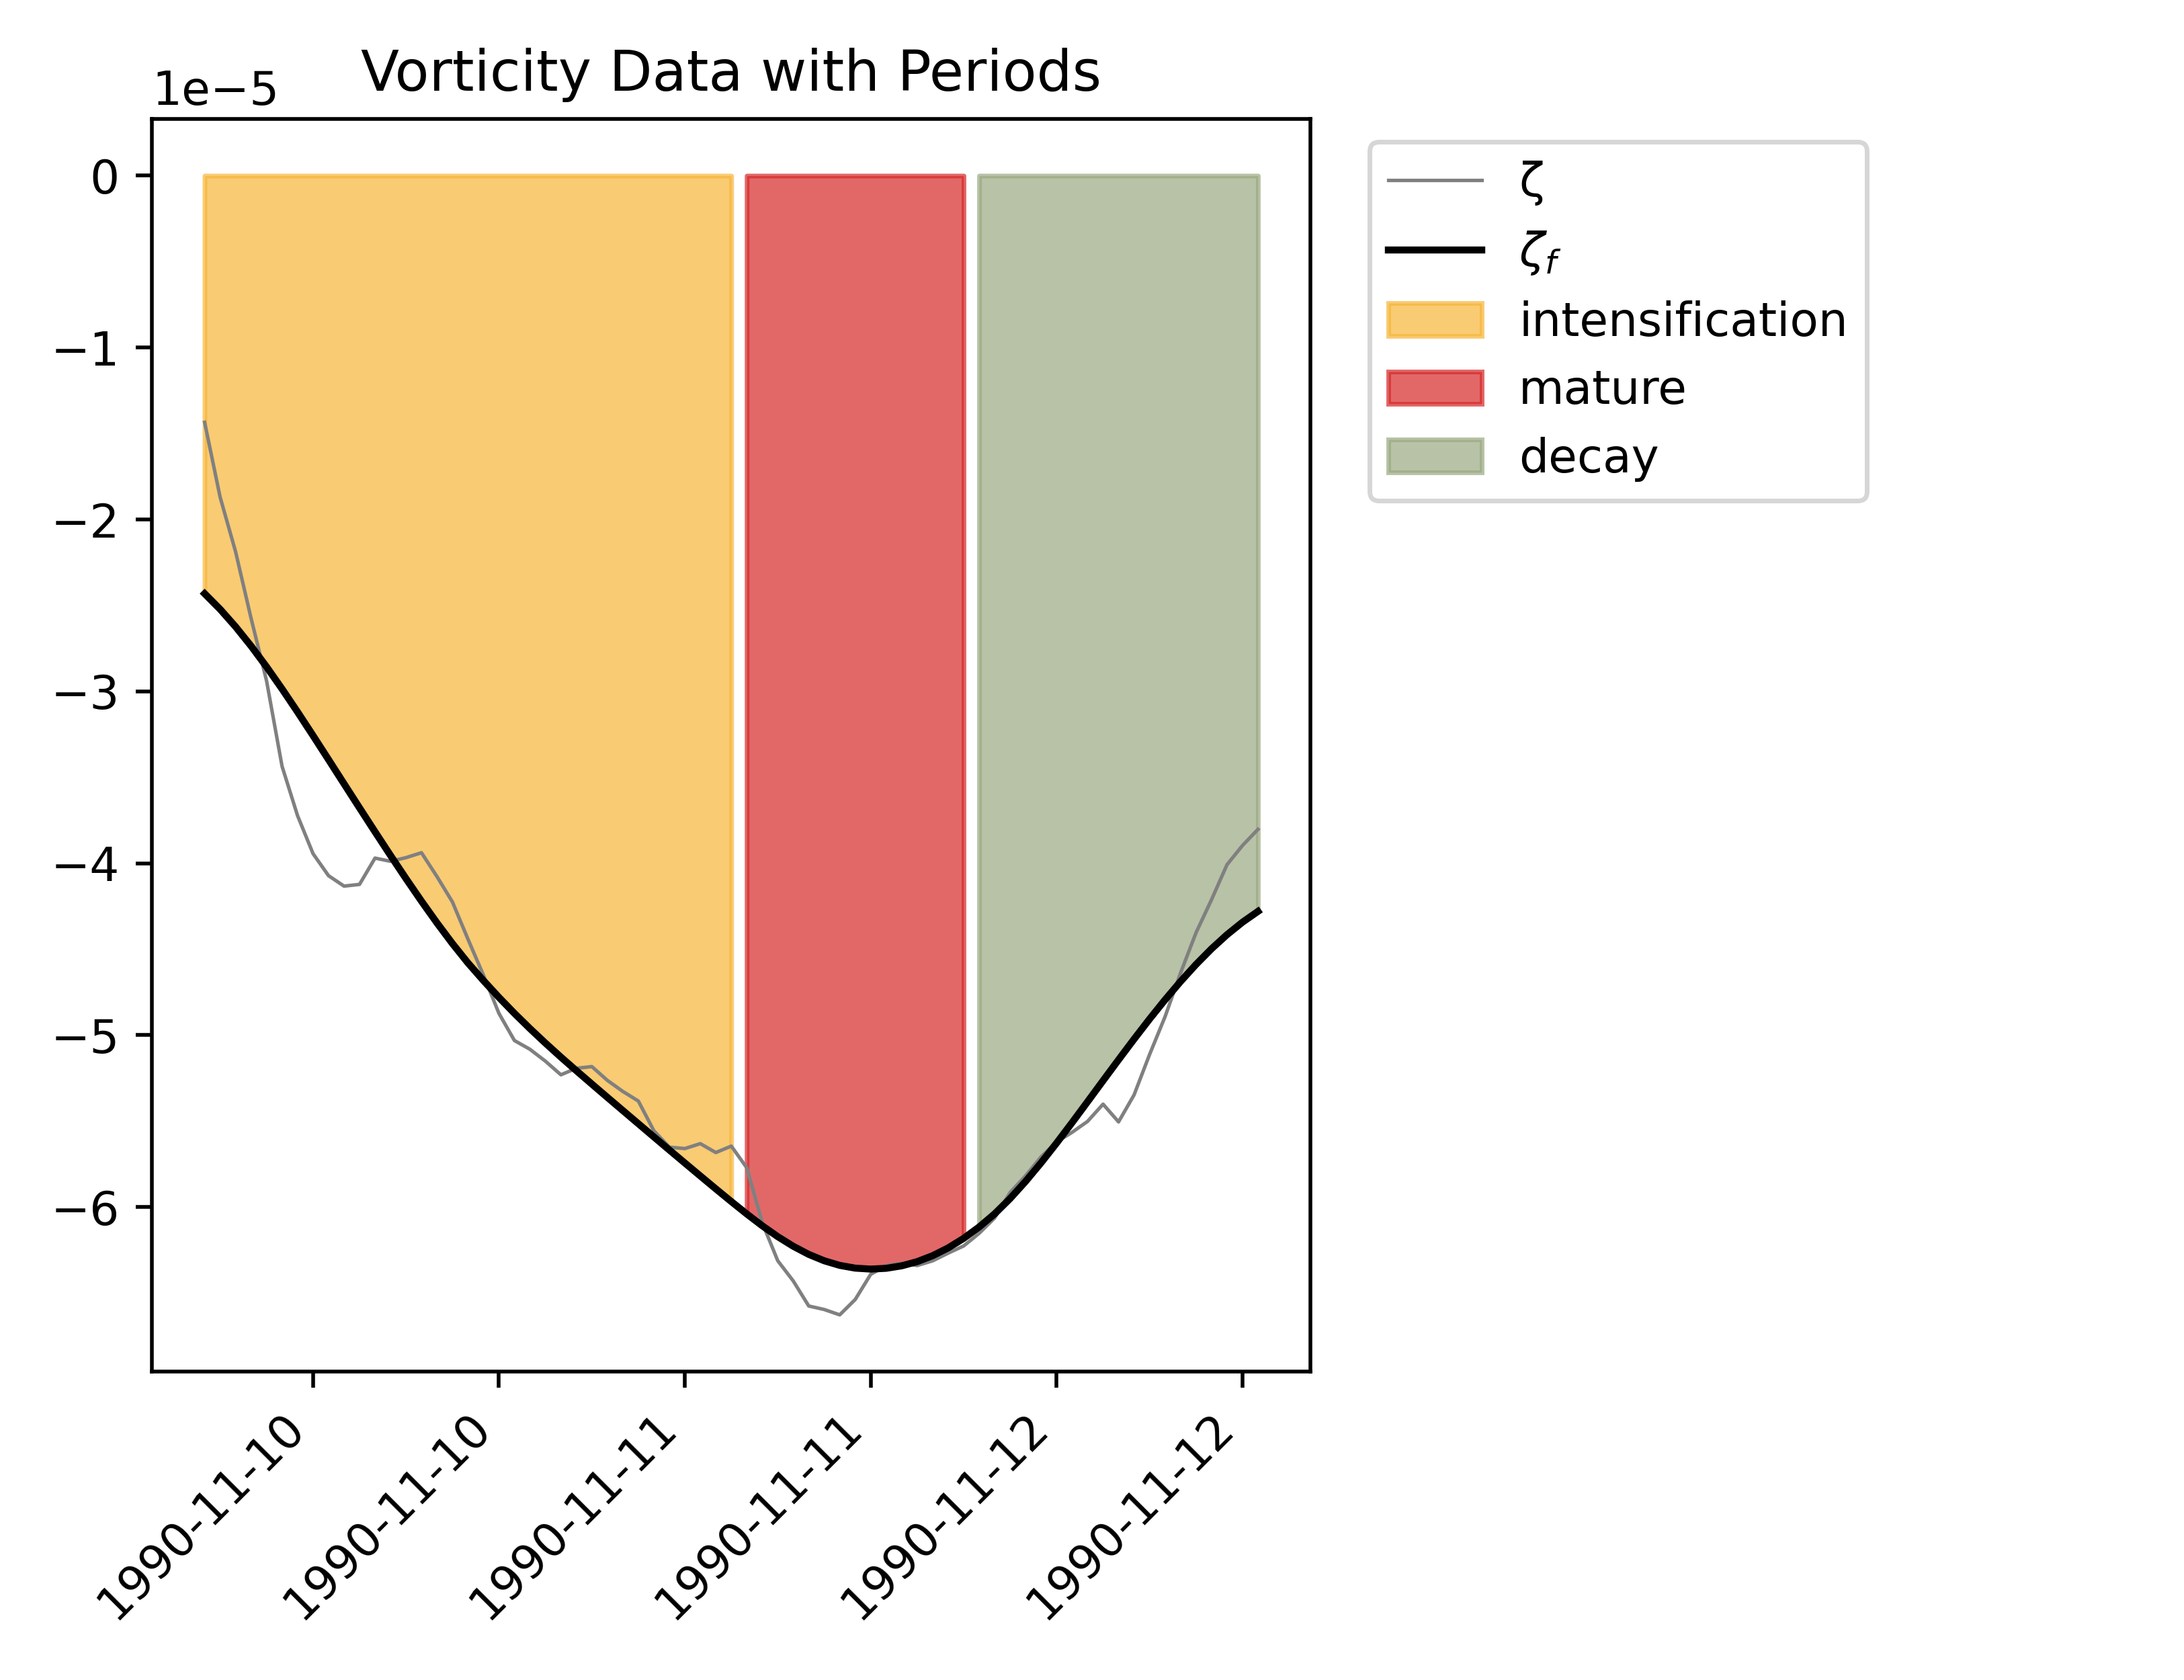 Vorticity Data with Periods
1e−5
0
−1
−2
−3
−4
−5
−6
1990-11-10
1990-11-10
1990-11-11
1990-11-11
1990-11-12
1990-11-12
ζ
ζf
intensification
mature
decay